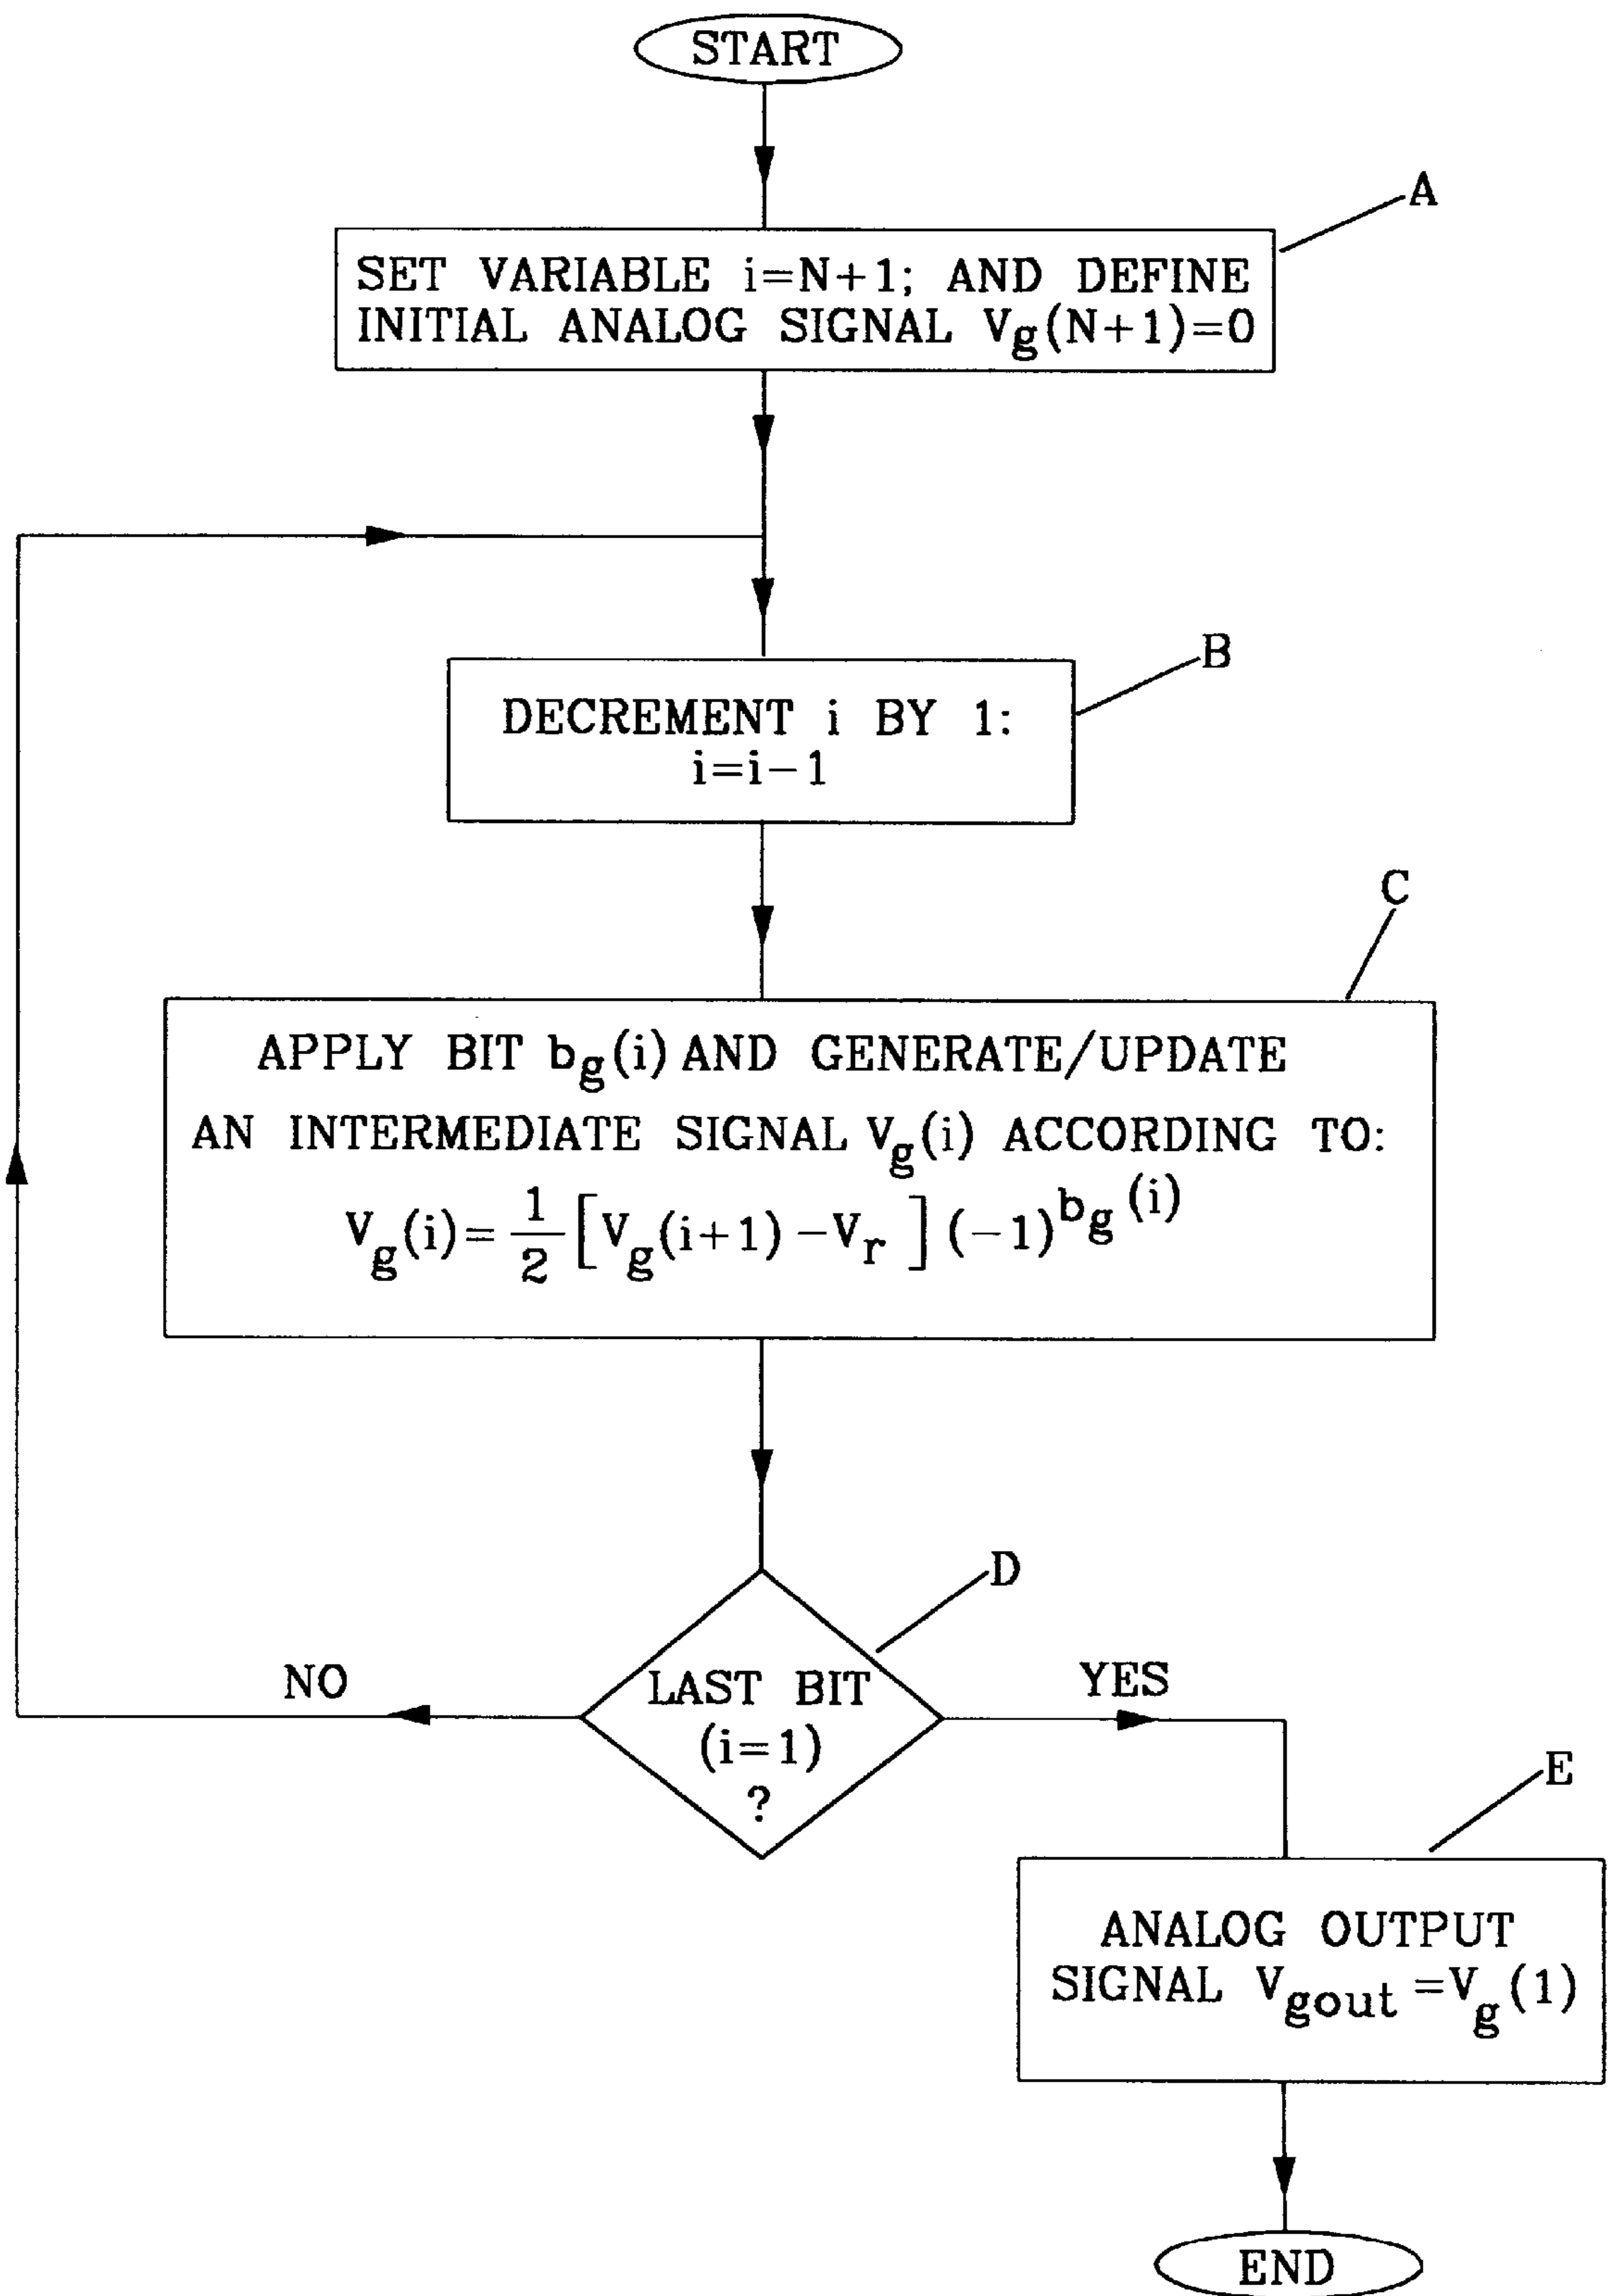 START
A
SET VARIABLE i=N+1; AND DEFINE
INITIAL ANALOG SIGNAL Vg(N+1)=0
B
DECREMENT i BY 1:
i=i-1
C
APPLY BIT bg(i) AND GENERATE/UPDATE
AN INTERMEDIATE SIGNAL Vg(i) ACCORDING TO:
Vg(i)= 1/2 [Vg(i+1)-Vr] (-1)^bg(i)
D
NO
LAST BIT
(i=1)
?
YES
E
ANALOG OUTPUT
SIGNAL Vgout =Vg(1)
END